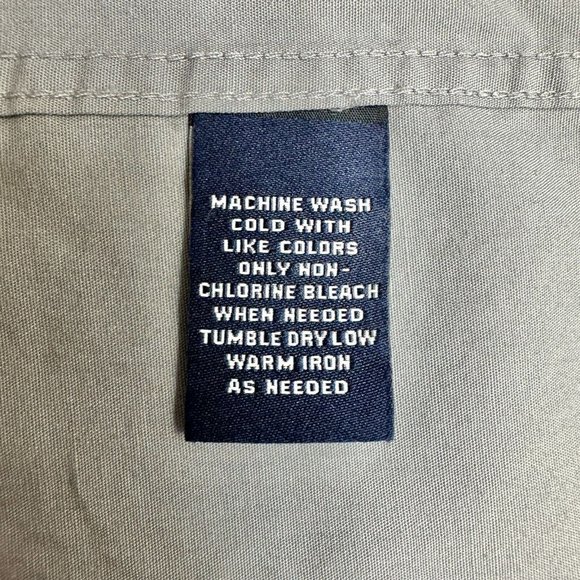 MACHINE WASH
COLD WITH
LIKE COLORS
ONLY NON-
CHLORINE BLEACH
WHEN NEEDED
TUMBLE DRY LOW
WARM IRON
AS NEEDED